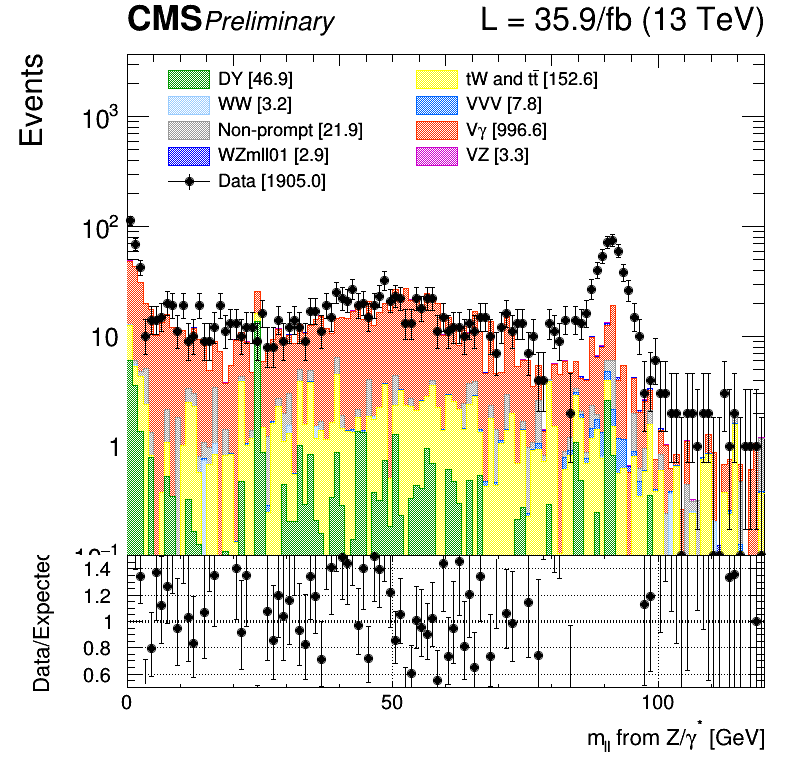 CMS Preliminary L = 35.9/fb (13 TeV)
Events
DY [46.9] tW and tt̄ [152.6]
WW [3.2] VVV [7.8]
Non-prompt [21.9] Vγ [996.6]
WZmll01 [2.9] VZ [3.3]
Data [1905.0]
10³
10²
10
1
10⁻¹
Data/Expected
1.4
1.2
1
0.8
0.6
0 50 100
m_ll from Z/γ* [GeV]